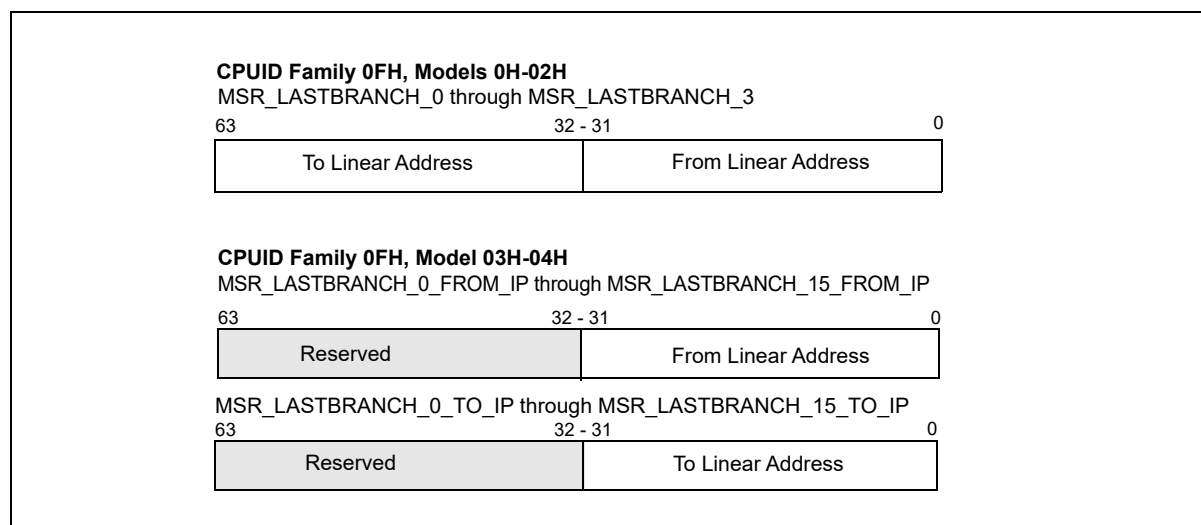 CPUID Family 0FH, Models 0H-02H
MSR_LASTBRANCH_0 through MSR_LASTBRANCH_3
63 32 - 31 0
To Linear Address From Linear Address
CPUID Family 0FH, Model 03H-04H
MSR_LASTBRANCH_0_FROM_IP through MSR_LASTBRANCH_15_FROM_IP
63 32 - 31 0
Reserved From Linear Address
MSR_LASTBRANCH_0_TO_IP through MSR_LASTBRANCH_15_TO_IP
63 32 - 31 0
Reserved To Linear Address